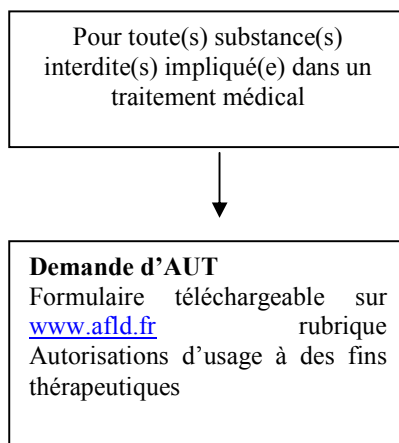 Pour toute(s) substance(s)
interdite(s) impliqué(e) dans un
traitement médical
Demande d’AUT
Formulaire téléchargeable sur
www.afld.fr rubrique
Autorisations d’usage à des fins
thérapeutiques